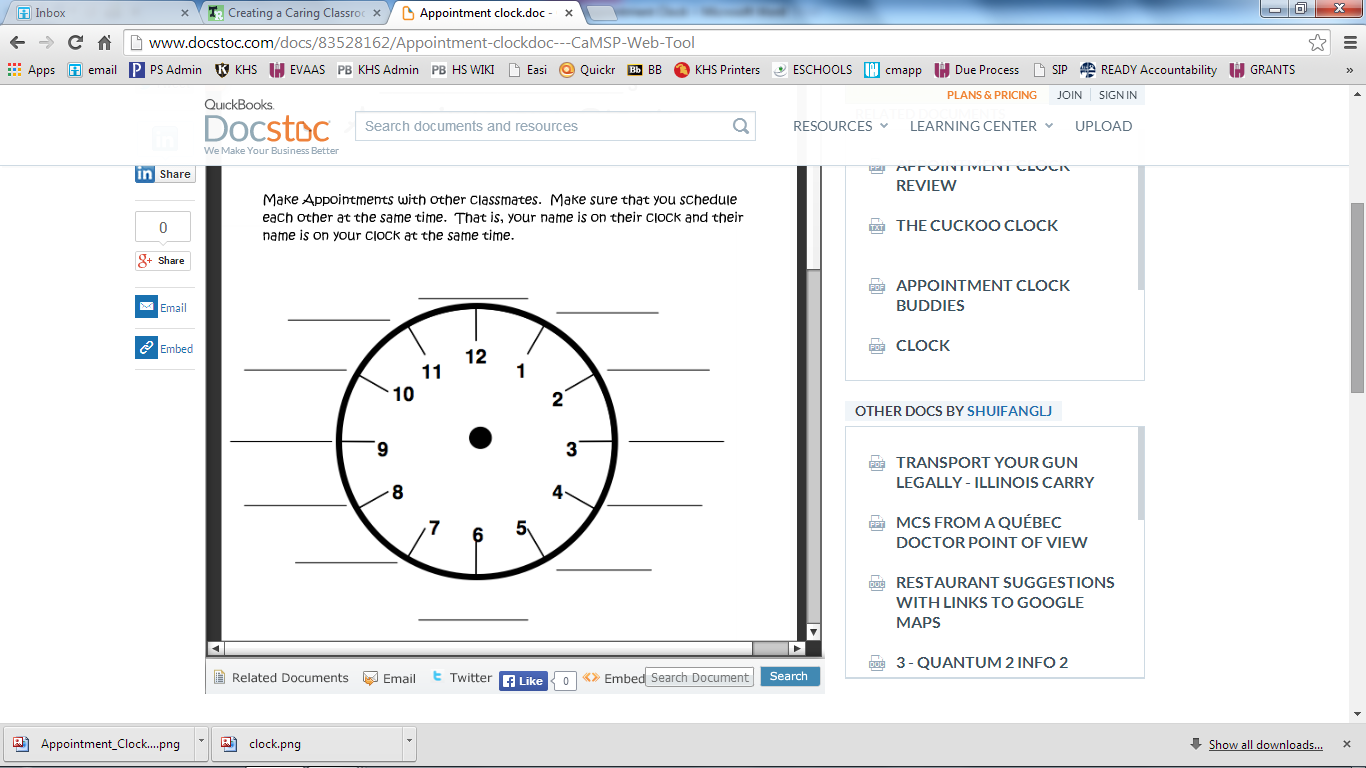 Inbox
Creating a Caring Classroo
Appointment clock.doc -
www.docstoc.com/docs/83528162/Appointment-clockdoc---CaMSP-Web-Tool
Apps email PS Admin KHS EVAAS KHS Admin HS WIKI Easi Quickr BB KHS Printers ESCHOOLS cmapp Due Process SIP READY Accountability GRANTS »
PLANS & PRICING JOIN SIGN IN
QuickBooks.
Docstoc
We Make Your Business Better
Search documents and resources
RESOURCES LEARNING CENTER UPLOAD
in Share
0
g+ Share
Email
Embed
Make Appointments with other classmates. Make sure that you schedule
each other at the same time. That is, your name is on their clock and their
name is on your clock at the same time.
12
11
1
10
2
9
3
8
4
7
5
6
APPOINTMENT CLOCK
REVIEW
THE CUCKOO CLOCK
APPOINTMENT CLOCK
BUDDIES
CLOCK
OTHER DOCS BY SHUIFANGLJ
TRANSPORT YOUR GUN
LEGALLY - ILLINOIS CARRY
MCS FROM A QUÉBEC
DOCTOR POINT OF VIEW
RESTAURANT SUGGESTIONS
WITH LINKS TO GOOGLE
MAPS
3 - QUANTUM 2 INFO 2
Related Documents Email Twitter Like 0 Embed Search Document Search
Appointment_Clock....png
clock.png
Show all downloads...